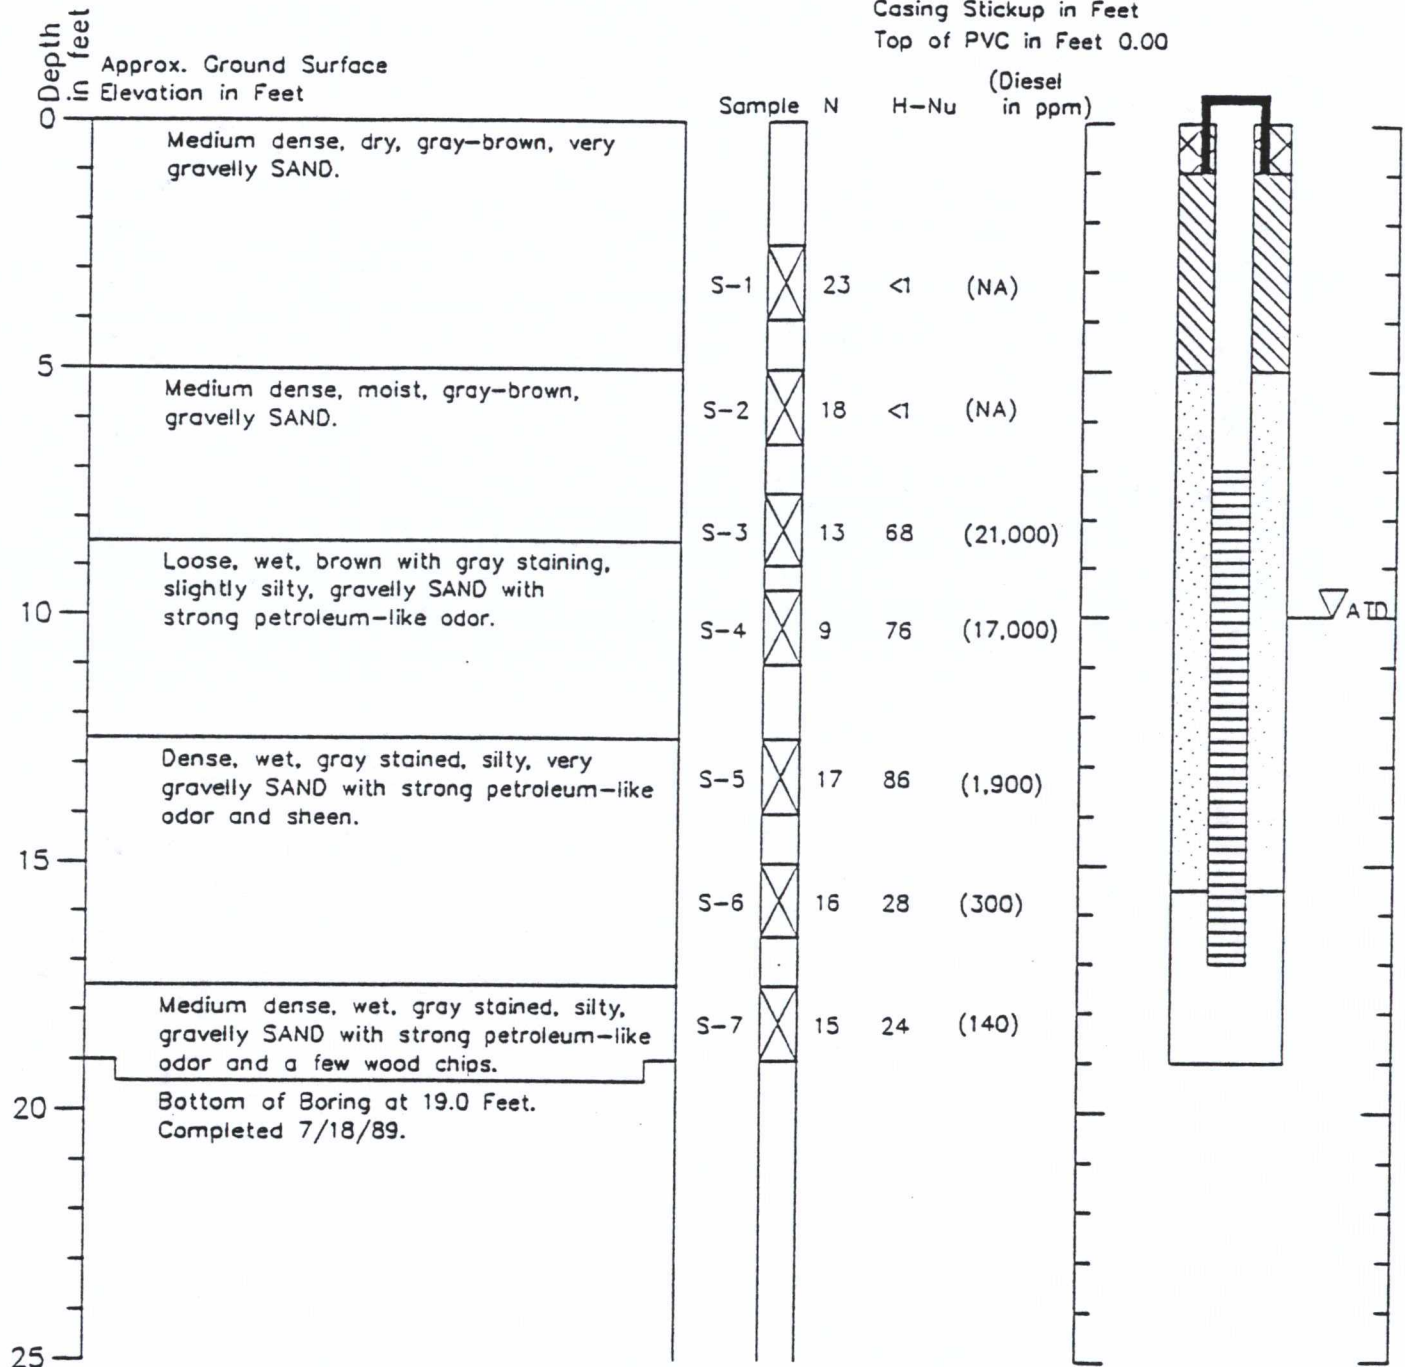 Casing Stickup in Feet
Top of PVC in Feet 0.00
Depth
in feet
Approx. Ground Surface
Elevation in Feet
Sample N H-Nu (Diesel
in ppm)
0
Medium dense, dry, gray-brown, very
gravelly SAND.
S-1 23 <1 (NA)
5
Medium dense, moist, gray-brown,
gravelly SAND.
S-2 18 <1 (NA)
S-3 13 68 (21,000)
Loose, wet, brown with gray staining,
slightly silty, gravelly SAND with
strong petroleum-like odor.
10
S-4 9 76 (17,000)
ATD
Dense, wet, gray stained, silty, very
gravelly SAND with strong petroleum-like
odor and sheen.
S-5 17 86 (1,900)
15
S-6 16 28 (300)
Medium dense, wet, gray stained, silty,
gravelly SAND with strong petroleum-like
odor and a few wood chips.
S-7 15 24 (140)
20
Bottom of Boring at 19.0 Feet.
Completed 7/18/89.
25